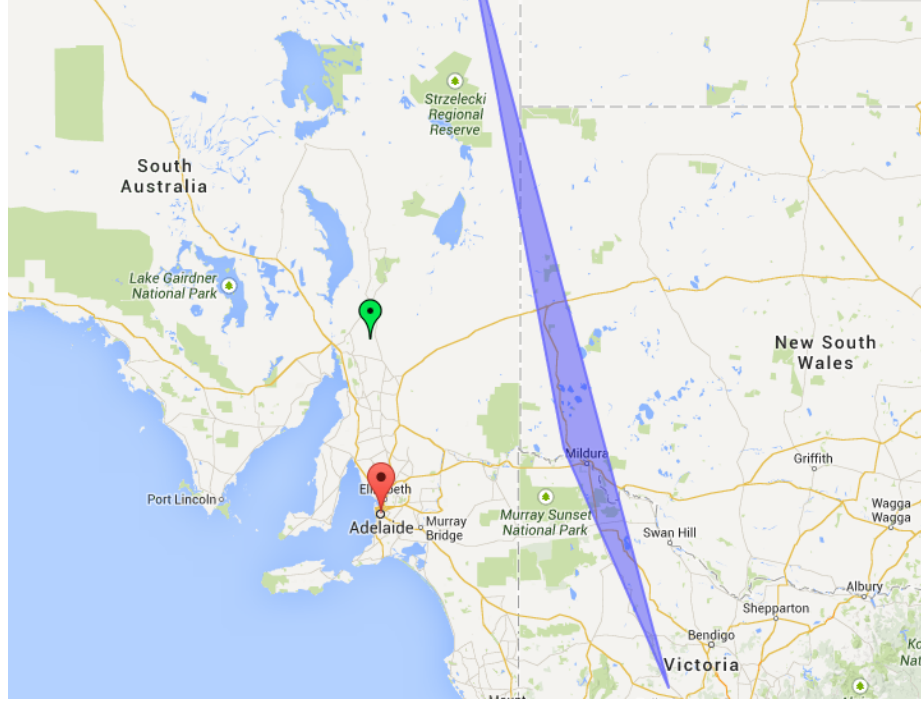 Strzelecki
Regional
Reserve
South
Australia
Lake Gairdner
National Park
New South
Wales
Mildura
Griffith
Port Lincoln
Elizabeth
Adelaide
Murray
Bridge
Murray Sunset
National Park
Swan Hill
Wagga
Wagga
Albury
Shepparton
Bendigo
Victoria
Nat